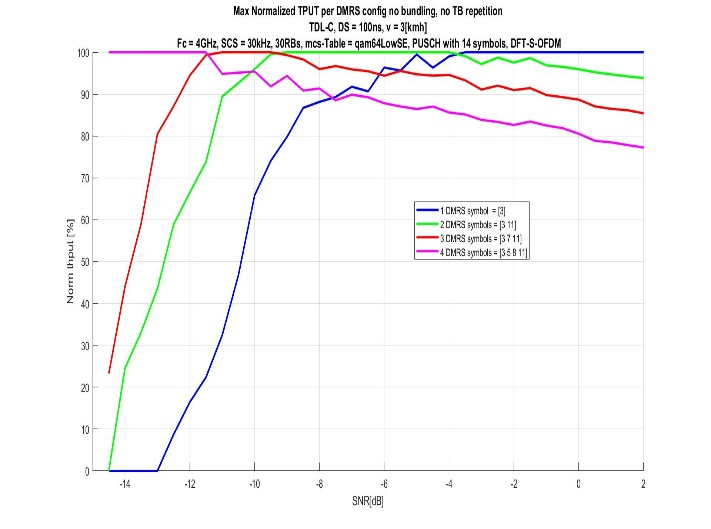 Max Normalized TPUT per DMRS config no bundling, no TB repetition
TDL-C, DS = 100ns, v = 3[kmh]
Fc = 4GHz, SCS = 30kHz, 30RBs, mcs-Table = qam64LowSE, PUSCH with 14 symbols, DFT-S-OFDM
100
90
80
70
60
50
40
30
20
10
0
Norm thput [%]
1 DMRS symbol = [3]
2 DMRS symbols = [3 11]
3 DMRS symbols = [3 7 11]
4 DMRS symbols = [3 5 8 11]
-14 -12 -10 -8 -6 -4 -2 0 2
SNR[dB]